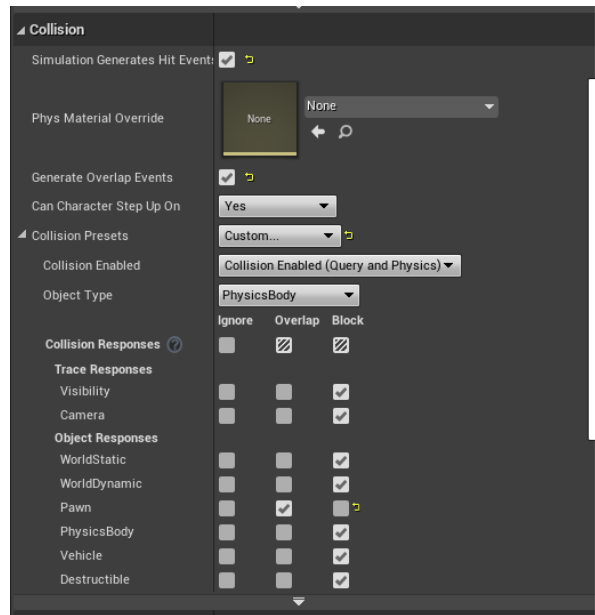 Collision
Simulation Generates Hit Event:
Phys Material Override
None
None
Generate Overlap Events
Can Character Step Up On Yes
Collision Presets Custom...
Collision Enabled Collision Enabled (Query and Physics)
Object Type PhysicsBody
Ignore Overlap Block
Collision Responses ?
Trace Responses
Visibility
Camera
Object Responses
WorldStatic
WorldDynamic
Pawn
PhysicsBody
Vehicle
Destructible